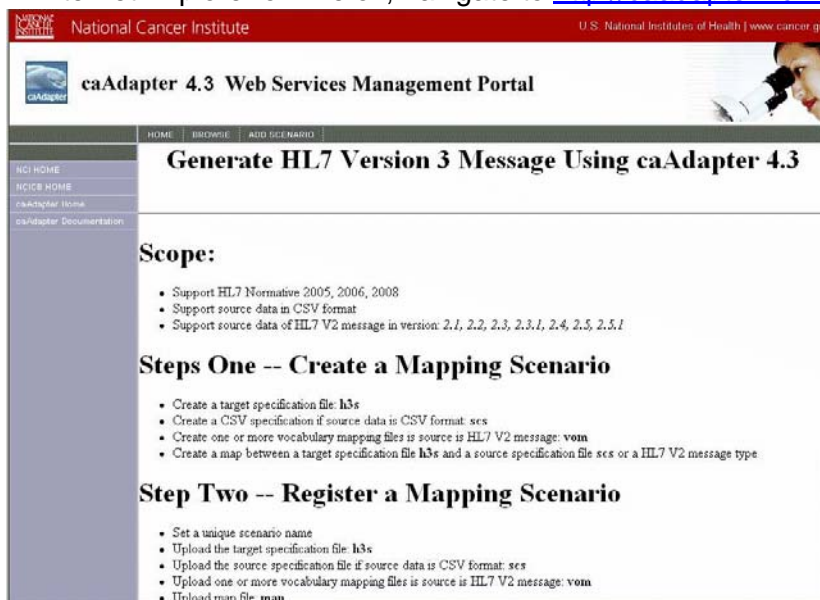 National Cancer Institute
U.S. National Institutes of Health | www.cancer.g
caAdapter
caAdapter 4.3 Web Services Management Portal
HOME BROWSE ADD SCENARIO
NCI HOME
NCICB HOME
caAdapter Home
caAdapter Documentation
Generate HL7 Version 3 Message Using caAdapter 4.3
Scope:
Support HL7 Normative 2005, 2006, 2008
Support source data in CSV format
Support source data of HL7 V2 message in version: 2.1, 2.2, 2.3, 2.3.1, 2.4, 2.5, 2.5.1
Steps One -- Create a Mapping Scenario
Create a target specification file: h3s
Create a CSV specification if source data is CSV format: scs
Create one or more vocabulary mapping files is source is HL7 V2 message: vom
Create a map between a target specification file h3s and a source specification file scs or a HL7 V2 message type
Step Two -- Register a Mapping Scenario
Set a unique scenario name
Upload the target specification file: h3s
Upload the source specification file if source data is CSV format: scs
Upload one or more vocabulary mapping files is source is HL7 V2 message: vom
Upload map file: map